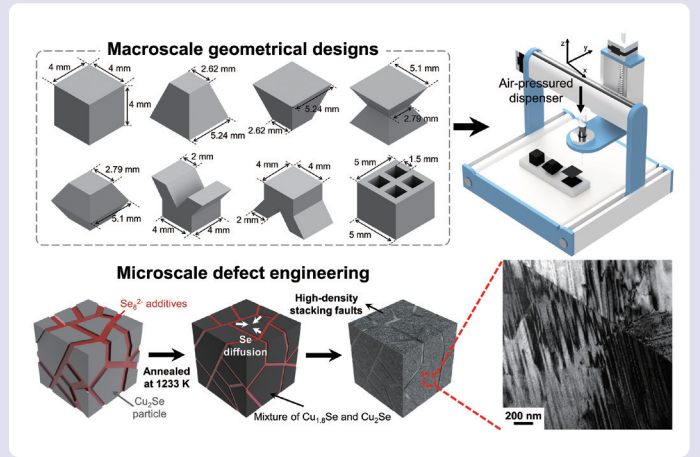 Macroscale geometrical designs
4 mm
4 mm
4 mm
2.62 mm
5.24 mm
5.24 mm
2.62 mm
5.1 mm
2.79 mm
z
y
x
Air-pressured
dispenser
2.79 mm
5.1 mm
2 mm
4 mm
4 mm
4 mm
4 mm
2 mm
5 mm
1.5 mm
5 mm
Microscale defect engineering
Se₈²⁻ additives
Annealed
at 1233 K
Cu₂Se
particle
Se
diffusion
Mixture of Cu₁.₈Se and Cu₂Se
High-density
stacking faults
200 nm